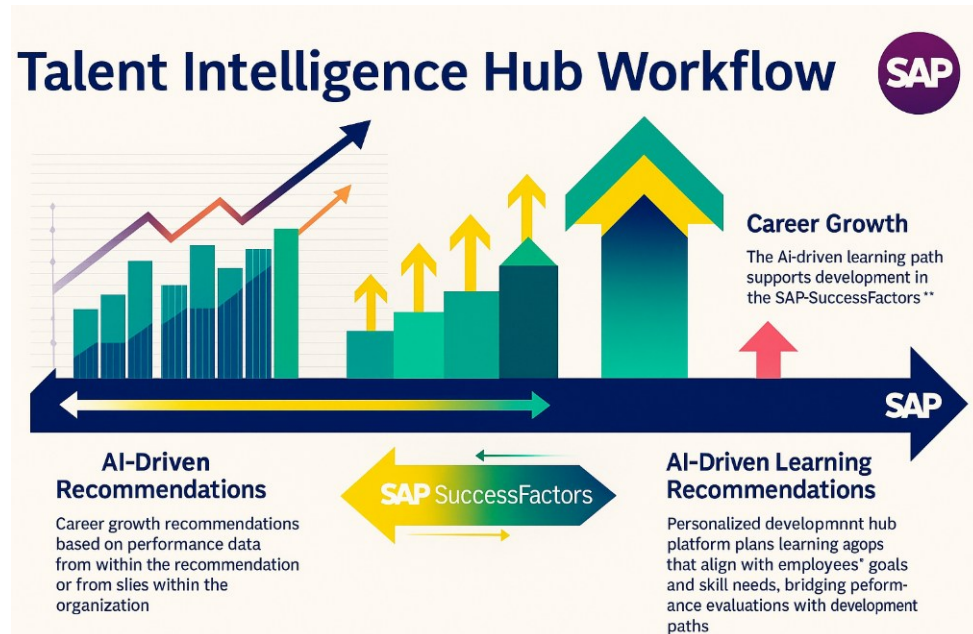 Talent Intelligence Hub Workflow
SAP
Career Growth
The Ai-driven learning path
supports development in
the SAP-SuccessFactors**
SAP
AI-Driven
Recommendations
Career growth recommendations
based on performance data
from within the recommendation
or from slies within the
organization
SAP SuccessFactors
AI-Driven Learning
Recommendations
Personalized developmnnt hub
platform plans learning agops
that align with employees" goals
and skill needs, bridging peform-
ance evaluations with development
paths